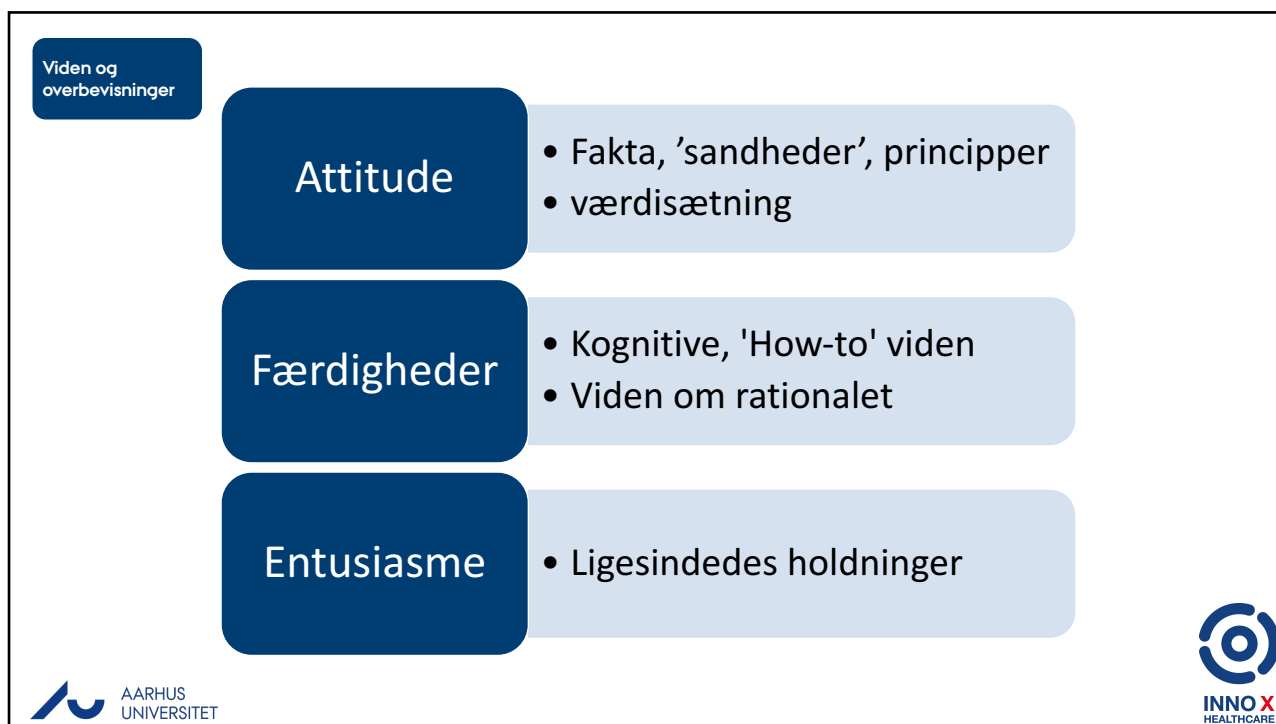 Viden og
overbevisninger
Attitude
• Fakta, ’sandheder’, principper
• værdisætning
Færdigheder
• Kognitive, 'How-to' viden
• Viden om rationalet
Entusiasme
• Ligesindedes holdninger
AARHUS
UNIVERSITET
INNO X
HEALTHCARE